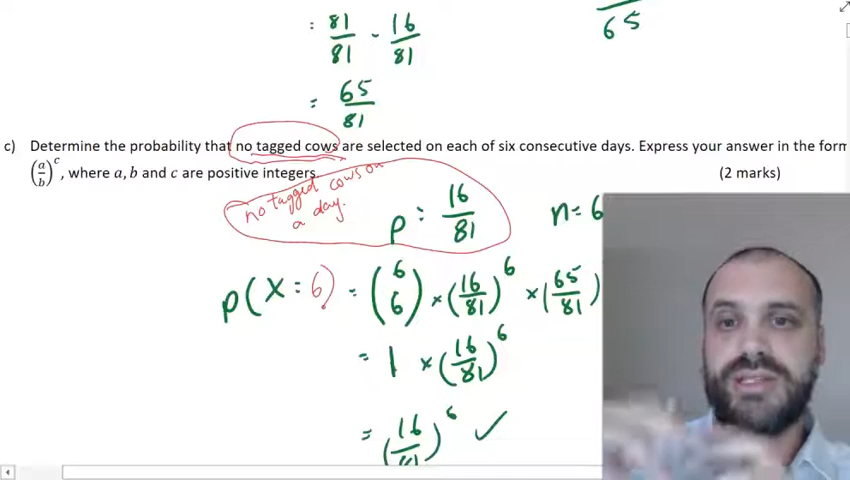 : 81/81 - 16/81
65
= 65/81
c) Determine the probability that no tagged cows are selected on each of six consecutive days. Express your answer in the form
(a/b)^c, where a, b and c are positive integers. (2 marks)
no tagged cows on
a day.
p : 16/81 n = 6
p(X = 6) = (6 6) × (16/81)^6 × (65/81)
= 1 × (16/81)^6
= (16/81)^6 ✓